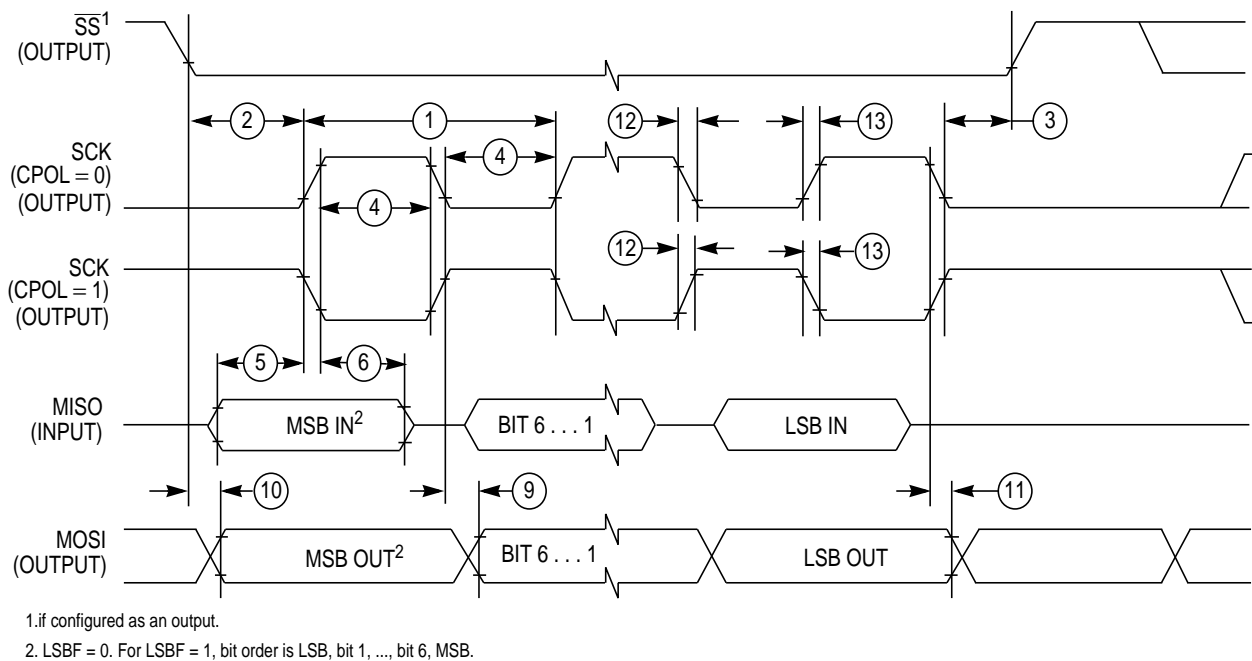 SS1
(OUTPUT)
2
1
12
13
3
SCK
(CPOL = 0)
(OUTPUT)
4
4
SCK
(CPOL = 1)
(OUTPUT)
12
13
5
6
MISO
(INPUT)
MSB IN2
BIT 6 . . . 1
LSB IN
10
9
11
MOSI
(OUTPUT)
MSB OUT2
BIT 6 . . . 1
LSB OUT
1.if configured as an output.
2. LSBF = 0. For LSBF = 1, bit order is LSB, bit 1, ..., bit 6, MSB.